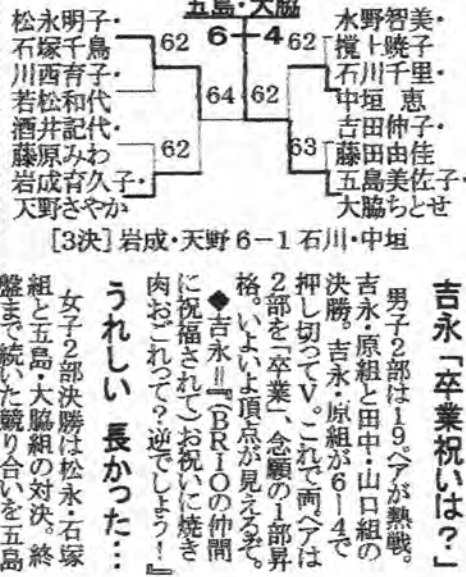 五島・大脇
6－4
松永明子・
石塚千鳥
川西育子・
若松和代
酒井記代・
藤原みわ
岩成育久子・
天野さやか
62
62
64
62
62
63
水野智美・
暁子
石川千里・
中垣 恵
吉田伸子・
藤田由佳
五島美佐子・
大脇ちとせ
[3決]岩成・天野 6－1 石川・中垣
吉永「卒業祝いは？」
男子2部は19ペアが熱戦。
吉永・原組と田中・山口組の
決勝。吉永・原組が6―4で
押し切ってV。これで両ペアは
2部を「卒業」、念願の1部昇
格。いよいよ頂点が見えるぞ。
◆吉永＝『(BRIOの仲間
に祝福されて)お祝いに焼き
肉おごれって？逆でしょう！』
うれしい 長かった…
女子2部決勝は松永・石塚
組と五島・大脇組の対決。終
盤まで続いた競り合いを五島